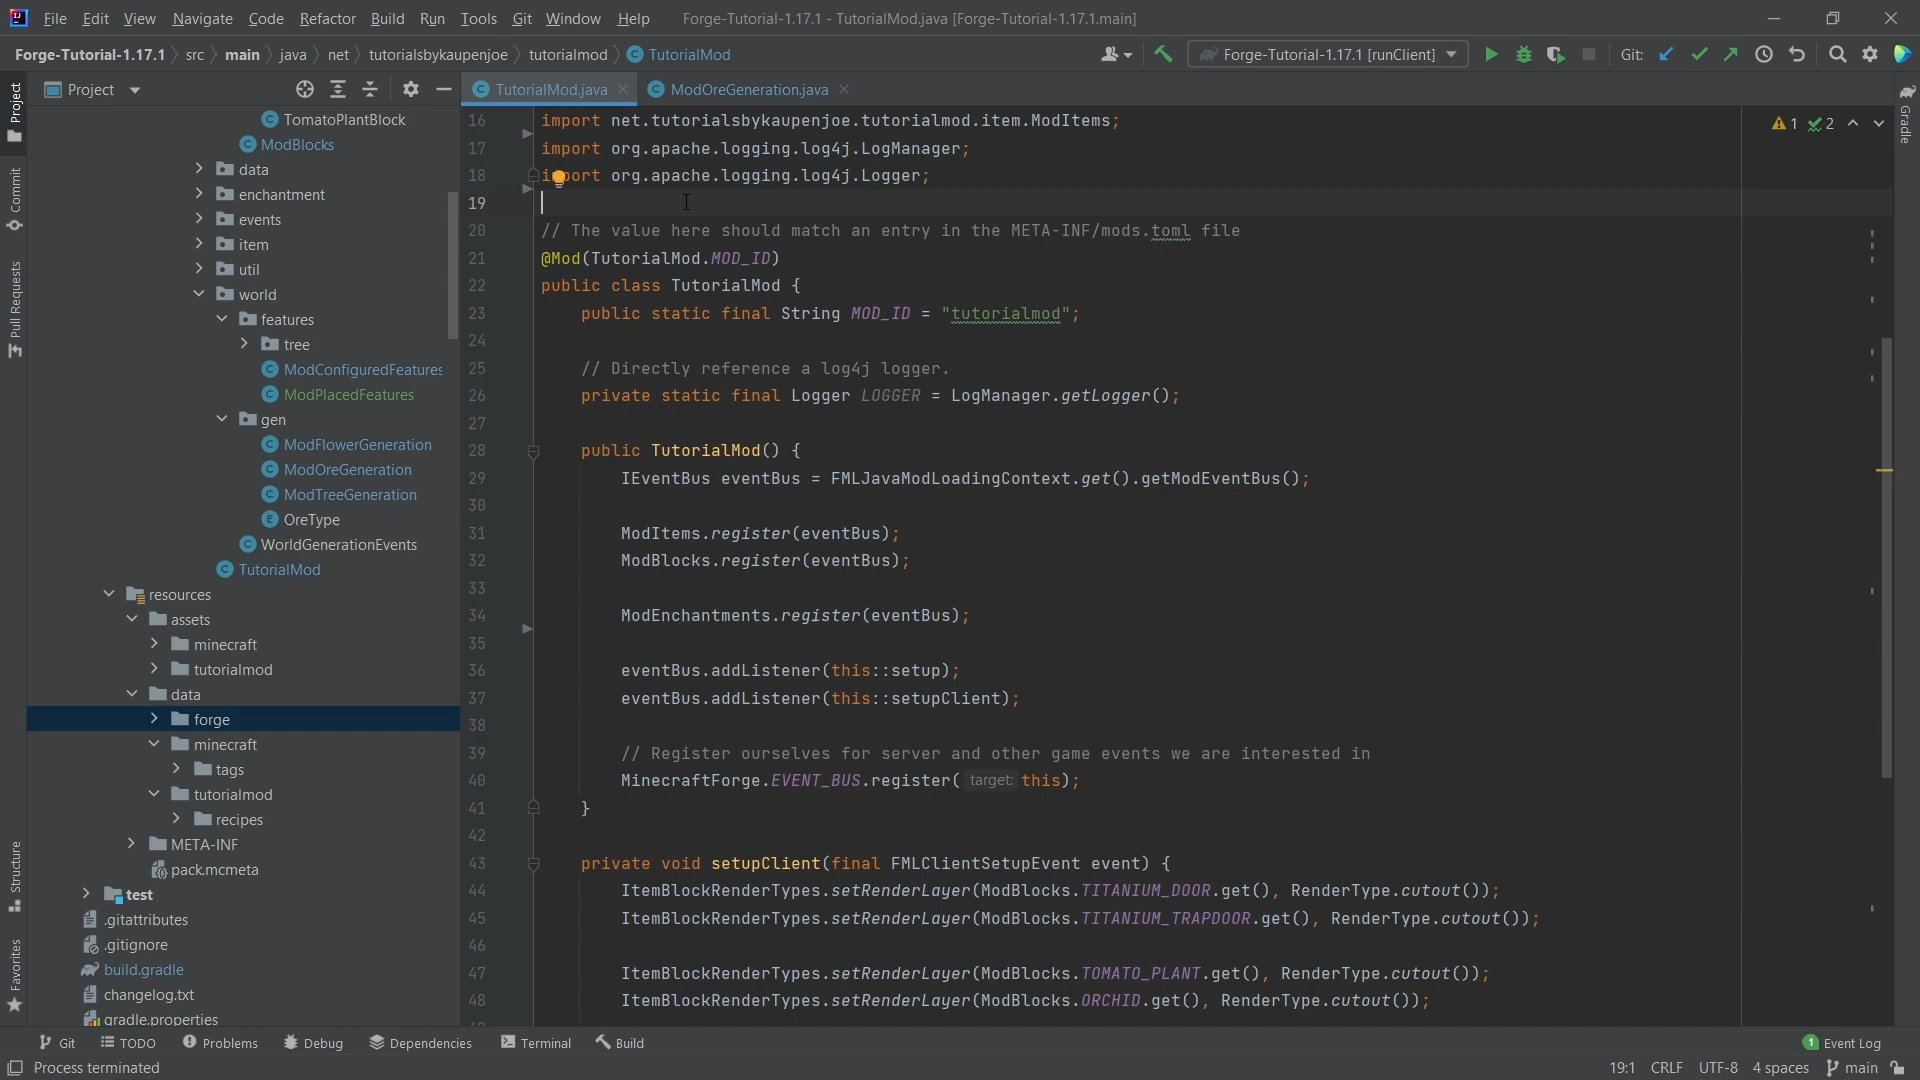 File Edit View Navigate Code Refactor Build Run Tools Git Window Help Forge-Tutorial-1.17.1 - TutorialMod.java [Forge-Tutorial-1.17.1.main]
Forge-Tutorial-1.17.1 src main java net tutorialsbykaupenjoe tutorialmod TutorialMod Forge-Tutorial-1.17.1 [runClient] Git:
Project
Commit
Pull Requests
Structure
Favorites
Project
TomatoPlantBlock
ModBlocks
data
enchantment
events
item
util
world
features
tree
ModConfiguredFeatures
ModPlacedFeatures
gen
ModFlowerGeneration
ModOreGeneration
ModTreeGeneration
OreType
WorldGenerationEvents
TutorialMod
resources
assets
minecraft
tutorialmod
data
forge
minecraft
tags
tutorialmod
recipes
META-INF
pack.mcmeta
test
.gitattributes
.gitignore
build.gradle
changelog.txt
gradle.properties
TutorialMod.java ModOreGeneration.java
1 2
16 import net.tutorialsbykaupenjoe.tutorialmod.item.ModItems;
17 import org.apache.logging.log4j.LogManager;
18 import org.apache.logging.log4j.Logger;
19
20 // The value here should match an entry in the META-INF/mods.toml file
21 @Mod(TutorialMod.MOD_ID)
22 public class TutorialMod {
23 public static final String MOD_ID = "tutorialmod";
24
25 // Directly reference a log4j logger.
26 private static final Logger LOGGER = LogManager.getLogger();
27
28 public TutorialMod() {
29 IEventBus eventBus = FMLJavaModLoadingContext.get().getModEventBus();
30
31 ModItems.register(eventBus);
32 ModBlocks.register(eventBus);
33
34 ModEnchantments.register(eventBus);
35
36 eventBus.addListener(this::setup);
37 eventBus.addListener(this::setupClient);
38
39 // Register ourselves for server and other game events we are interested in
40 MinecraftForge.EVENT_BUS.register( target: this);
41 }
42
43 private void setupClient(final FMLClientSetupEvent event) {
44 ItemBlockRenderTypes.setRenderLayer(ModBlocks.TITANIUM_DOOR.get(), RenderType.cutout());
45 ItemBlockRenderTypes.setRenderLayer(ModBlocks.TITANIUM_TRAPDOOR.get(), RenderType.cutout());
46
47 ItemBlockRenderTypes.setRenderLayer(ModBlocks.TOMATO_PLANT.get(), RenderType.cutout());
48 ItemBlockRenderTypes.setRenderLayer(ModBlocks.ORCHID.get(), RenderType.cutout());
Gradle
Git TODO Problems Debug Dependencies Terminal Build 1 Event Log
Process terminated 19:1 CRLF UTF-8 4 spaces main